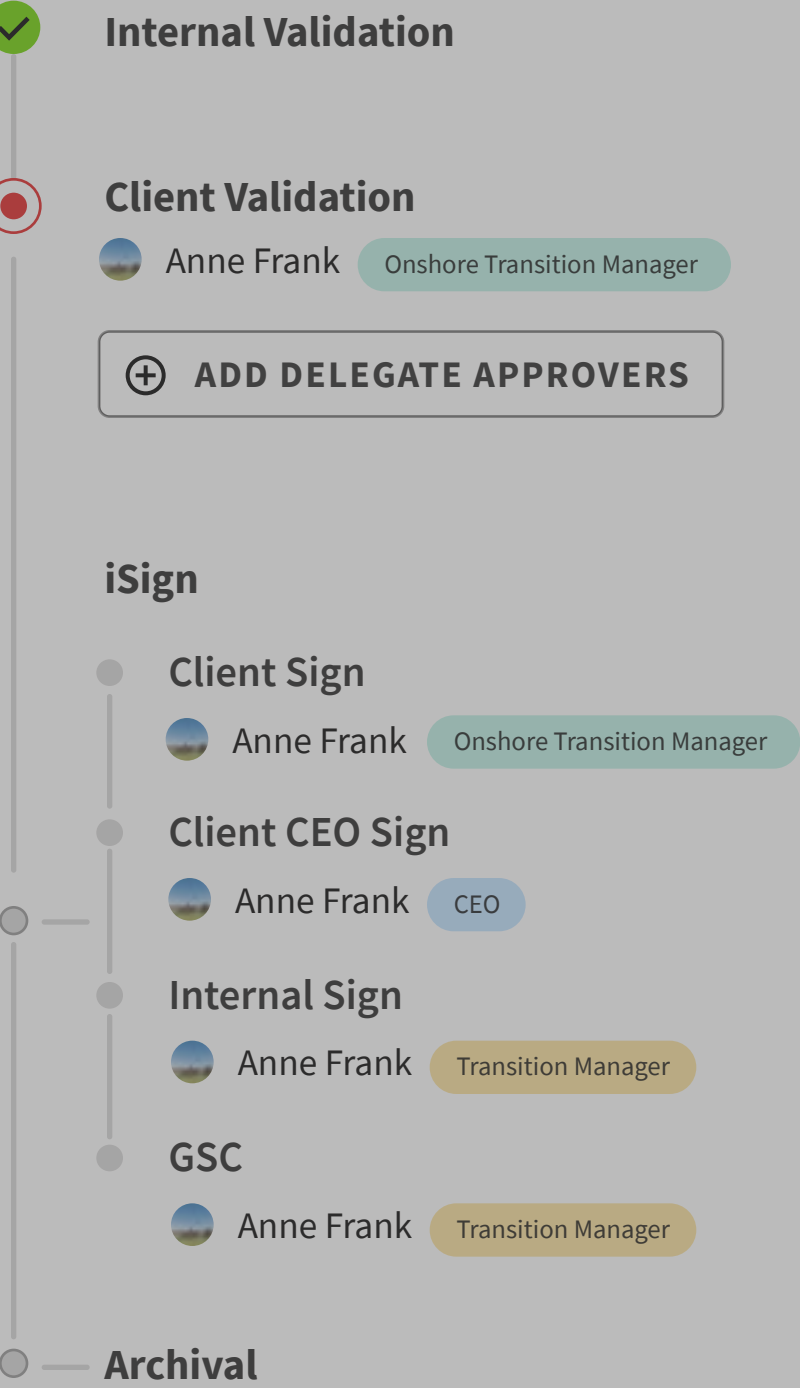 Internal Validation
Client Validation
Anne Frank Onshore Transition Manager
ADD DELEGATE APPROVERS
iSign
Client Sign
Anne Frank Onshore Transition Manager
Client CEO Sign
Anne Frank CEO
Internal Sign
Anne Frank Transition Manager
GSC
Anne Frank Transition Manager
Archival